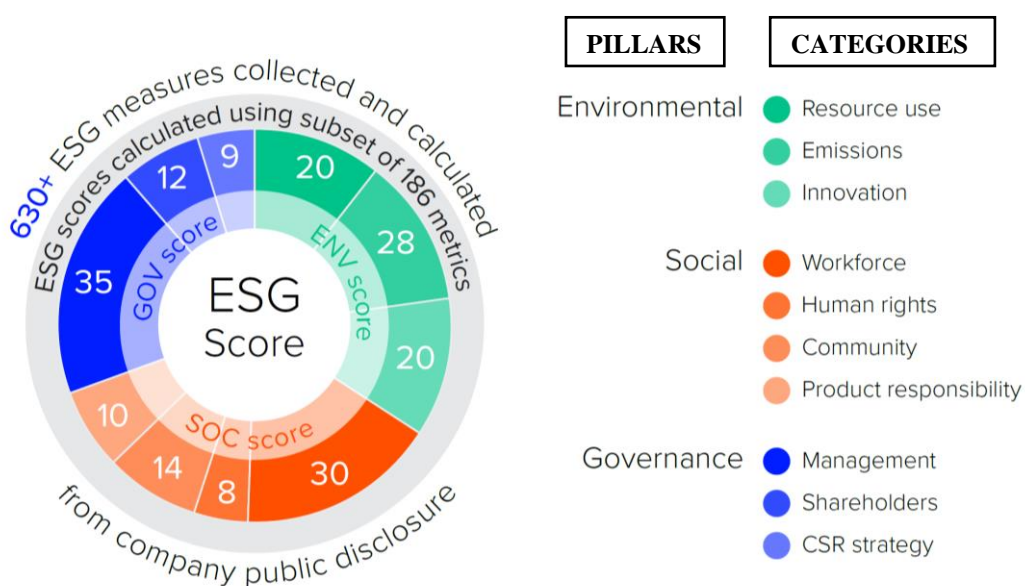 630+ ESG measures collected and calculated
ESG scores calculated using subset of 186 metrics
9
20
12
28
GOV score
ENV score
35
ESG
Score
20
10
SOC score
14
8
30
from company public disclosure
PILLARS
CATEGORIES
Environmental
Resource use
Emissions
Innovation
Social
Workforce
Human rights
Community
Product responsibility
Governance
Management
Shareholders
CSR strategy